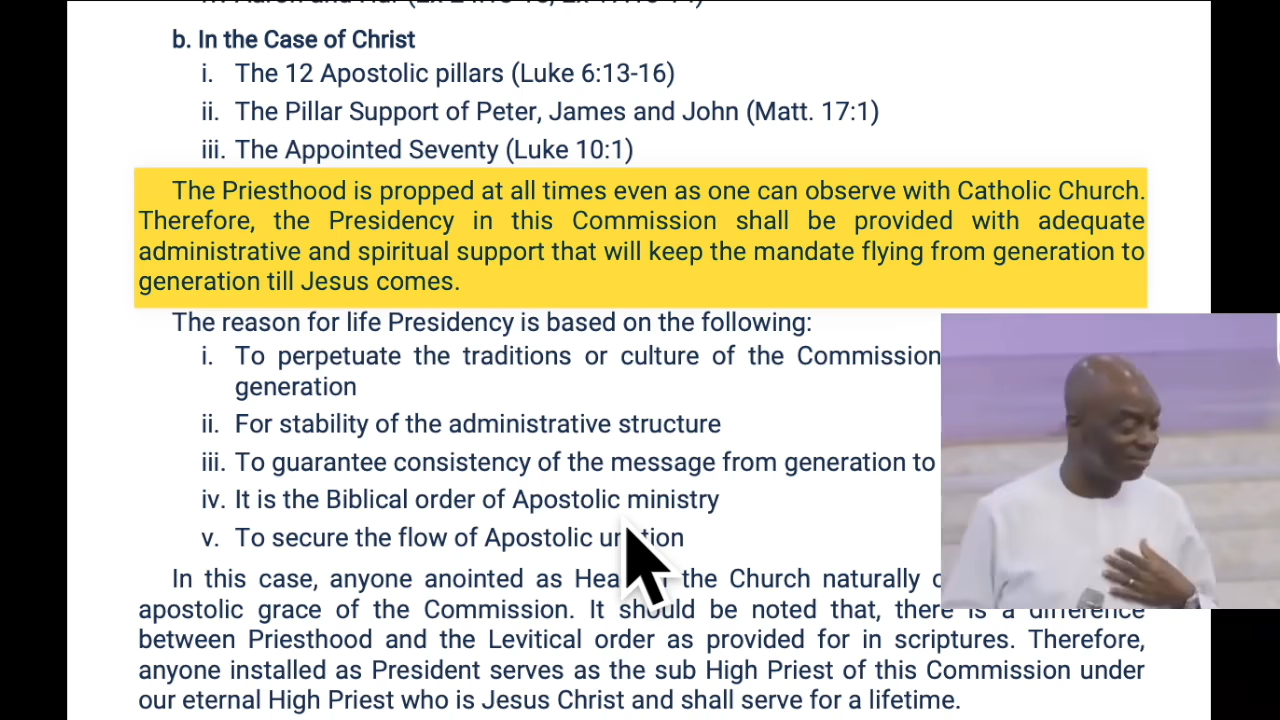 b. In the Case of Christ
i. The 12 Apostolic pillars (Luke 6:13-16)
ii. The Pillar Support of Peter, James and John (Matt. 17:1)
iii. The Appointed Seventy (Luke 10:1)
The Priesthood is propped at all times even as one can observe with Catholic Church.
Therefore, the Presidency in this Commission shall be provided with adequate
administrative and spiritual support that will keep the mandate flying from generation to
generation till Jesus comes.
The reason for life Presidency is based on the following:
i. To perpetuate the traditions or culture of the Commission
generation
ii. For stability of the administrative structure
iii. To guarantee consistency of the message from generation to
iv. It is the Biblical order of Apostolic ministry
v. To secure the flow of Apostolic
In this case, anyone anointed as the Church naturally
apostolic grace of the Commission. It should be noted that, there is a difference
between Priesthood and the Levitical order as provided for in scriptures. Therefore,
anyone installed as President serves as the sub High Priest of this Commission under
our eternal High Priest who is Jesus Christ and shall serve for a lifetime.